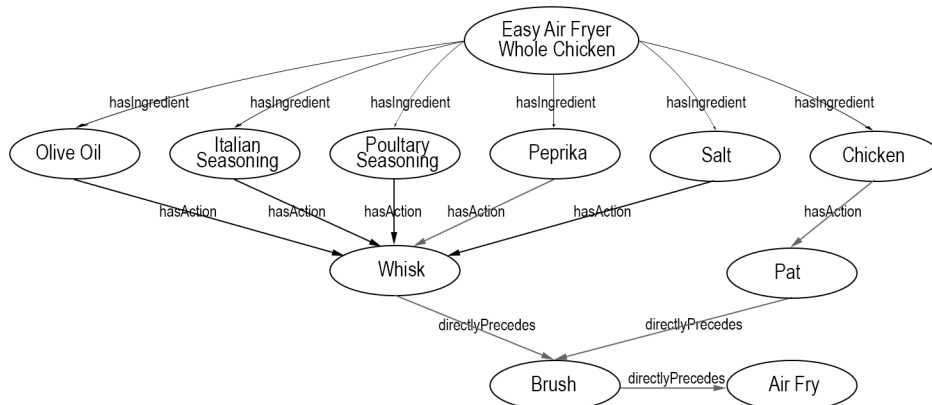 Easy Air Fryer
Whole Chicken
hasIngredient
hasIngredient
hasIngredient
hasIngredient
hasIngredient
hasIngredient
Olive Oil
Italian
Seasoning
Poultary
Seasoning
Peprika
Salt
Chicken
hasAction
hasAction
hasAction
hasAction
hasAction
hasAction
Whisk
Pat
directlyPrecedes
directlyPrecedes
Brush
directlyPrecedes
Air Fry